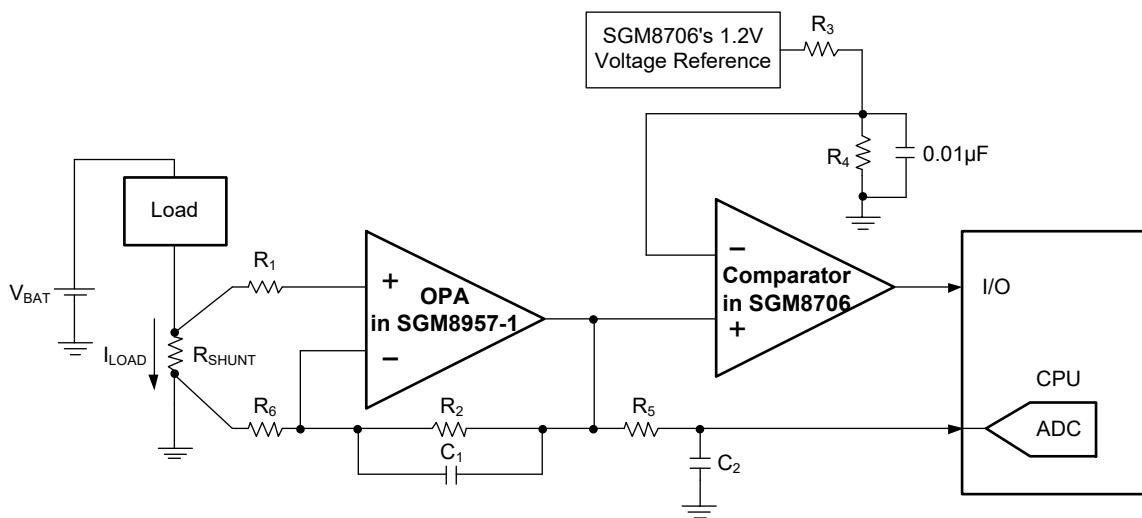 SGM8706's 1.2V
Voltage Reference
R3
R4
0.01µF
Load
VBAT
ILOAD
RSHUNT
R1
+
OPA
in SGM8957-1
−
−
Comparator
in SGM8706
+
I/O
CPU
ADC
R6
R2
C1
R5
C2